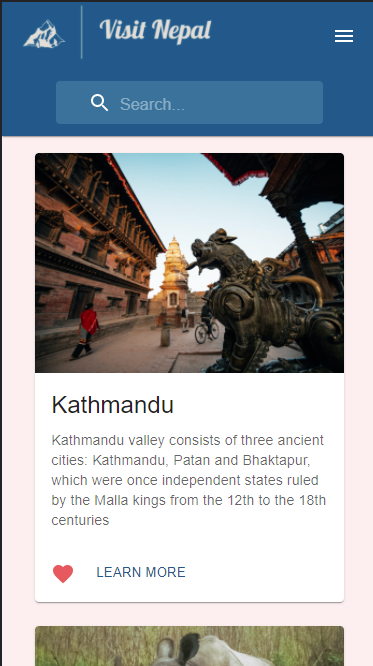 Visit Nepal
Search...
Kathmandu
Kathmandu valley consists of three ancient
cities: Kathmandu, Patan and Bhaktapur,
which were once independent states ruled
by the Malla kings from the 12th to the 18th
centuries
LEARN MORE